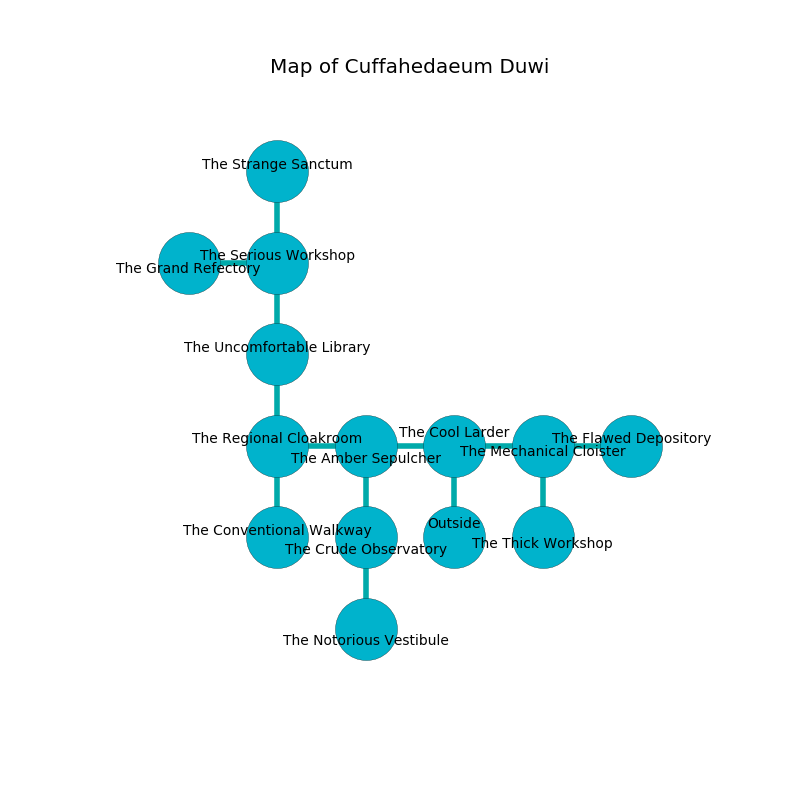 Map of Cuffahedaeum Duwi
The Strange Sanctum
The Serious Workshop
The Grand Refectory
The Uncomfortable Library
The Cool Larder
The Regional Cloakroom
The Flawed Depository
The Mechanical Cloister
The Amber Sepulcher
Outside
The Conventional Walkway
The Thick Workshop
The Crude Observatory
The Notorious Vestibule